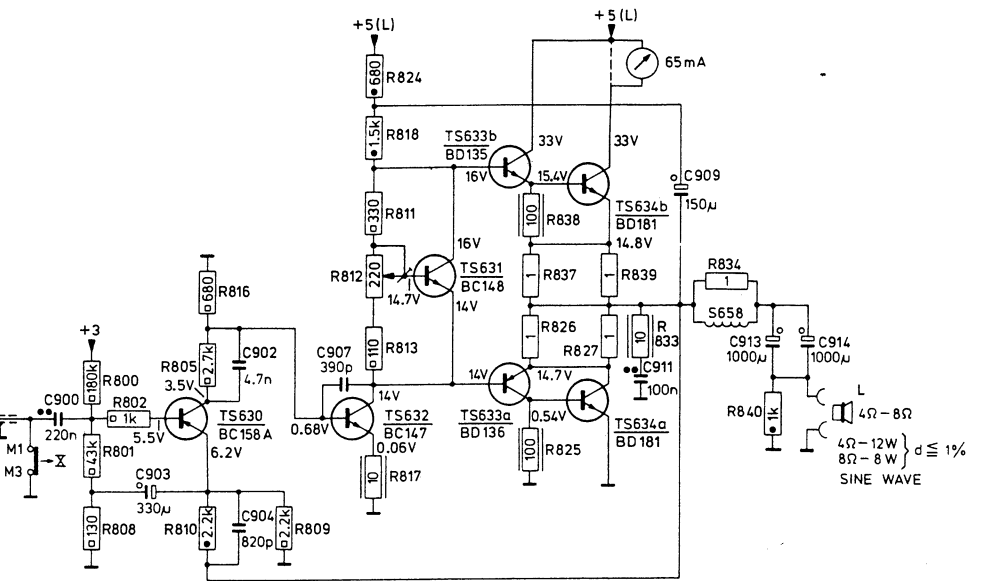 +5(L)
+5(L)
680
R824
65mA
1.5k
R818
TS633b
BD135
33V
33V
16V
15.4V
C909
150µ
330
R811
100
R838
TS634b
BD181
14.8V
16V
R812
220
TS631
BC148
14.7V
14V
1
R837
1
R839
R834
1
S658
680
R816
+3
110
R813
1
R826
1
R827
10
R
833
C913
1000µ
C914
1000µ
R805
2.7k
C902
4.7n
C907
390p
180k
R800
3.5V
14V
14V
14.7V
C911
100n
L
R802
1k
C900
220n
5.5V
TS630
BC158A
0.68V
TS632
BC147
TS633a
BD136
0.54V
TS634a
BD181
R840
1k
4Ω-8Ω
M1
M3
X
43k
R801
6.2V
0.06V
10
R817
100
R825
4Ω-12W
8Ω-8W
d ≦ 1%
SINE WAVE
C903
330µ
130
R808
R810
2.2k
C904
820p
2.2k
R809